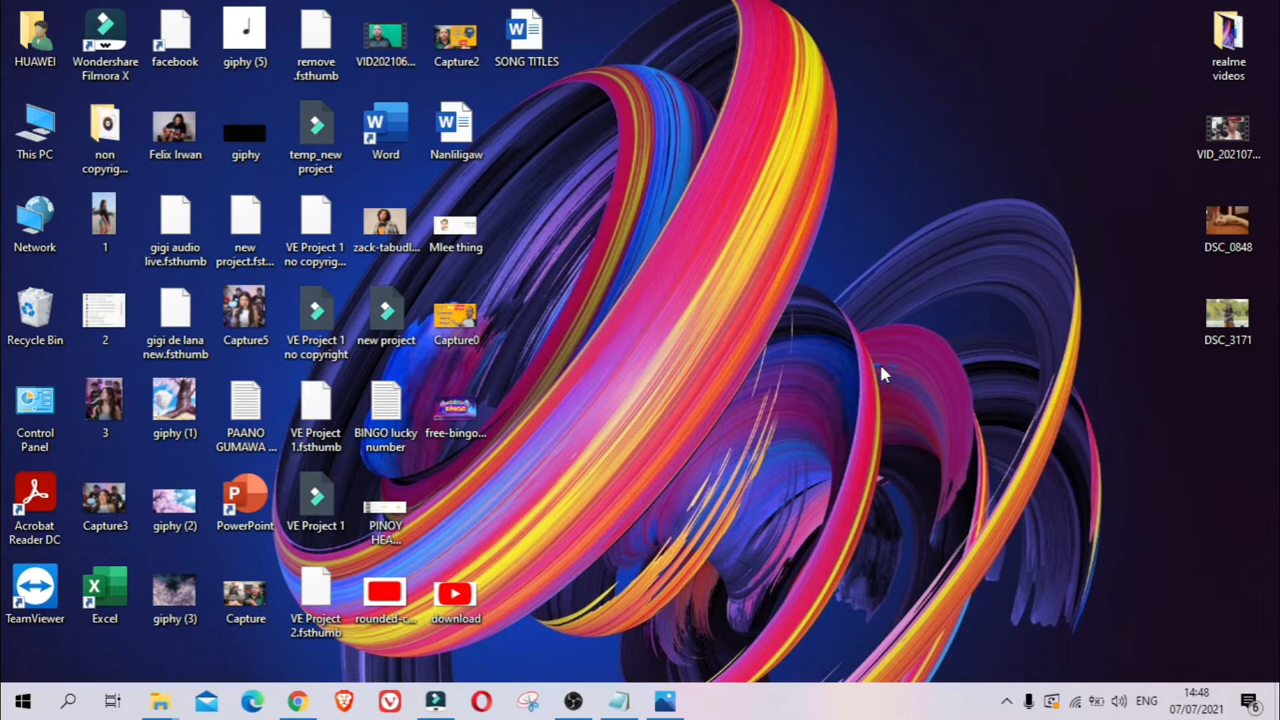 HUAWEI
Wondershare
Filmora X
facebook
giphy (5)
remove
.fsthumb
VID202106...
Capture2
SONG TITLES
realme
videos
This PC
non
copyrig...
Felix Irwan
giphy
temp_new
project
Word
Nanliligaw
VID_202107...
Network
1
gigi audio
live.fsthumb
new
project.fst...
VE Project 1
no copyrig...
zack-tabudl...
Mlee thing
DSC_0848
Recycle Bin
2
gigi de lana
new.fsthumb
Capture5
VE Project 1
no copyright
new project
Capture0
DSC_3171
Control
Panel
3
giphy (1)
PAANO
GUMAWA ...
VE Project
1.fsthumb
BINGO lucky
number
free-bingo...
Acrobat
Reader DC
Capture3
giphy (2)
PowerPoint
VE Project 1
PINOY
HEA...
TeamViewer
Excel
giphy (3)
Capture
VE Project
2.fsthumb
rounded-c...
download
ENG
14:48
07/07/2021
6